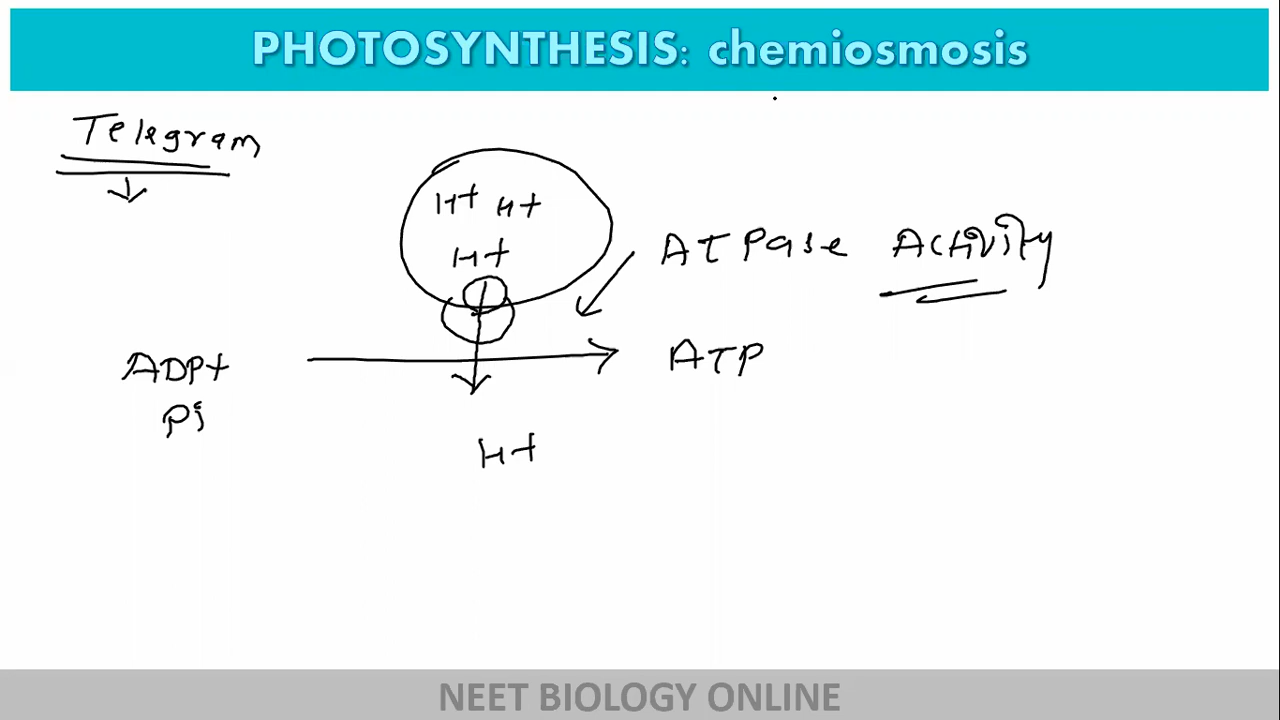 PHOTOSYNTHESIS: chemiosmosis
Telegram
H+ H+
H+
ATPase Activity
ADP+
Pi
ATP
H+
NEET BIOLOGY ONLINE